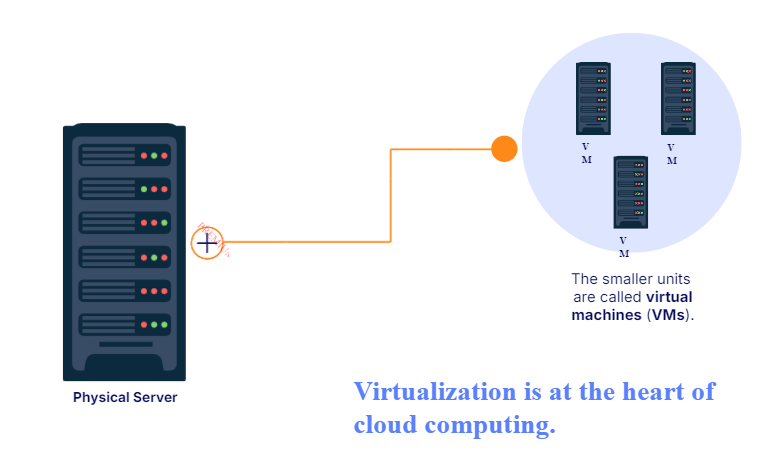 V
M
V
M
V
M
The smaller units
are called virtual
machines (VMs).
Physical Server
Virtualization is at the heart of
cloud computing.